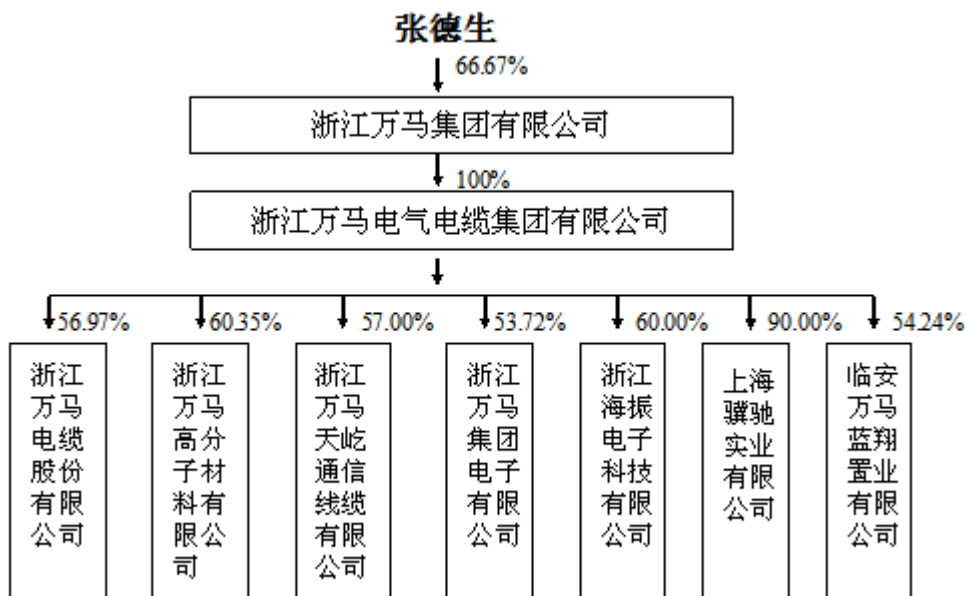 张德生
66.67%
浙江万马集团有限公司
100%
浙江万马电气电缆集团有限公司
56.97%
60.35%
57.00%
53.72%
60.00%
90.00%
54.24%
浙江
万马
电缆
股份
有限
公司
浙江
万马
高分
子材
料有
限公
司
浙江
万马
天屹
通信
线缆
有限
公司
浙江
万马
集团
电子
有限
公司
浙江
海振
电子
科技
有限
公司
上海
骥驰
实业
有限
公司
临安
万马
蓝翔
置业
有限
公司